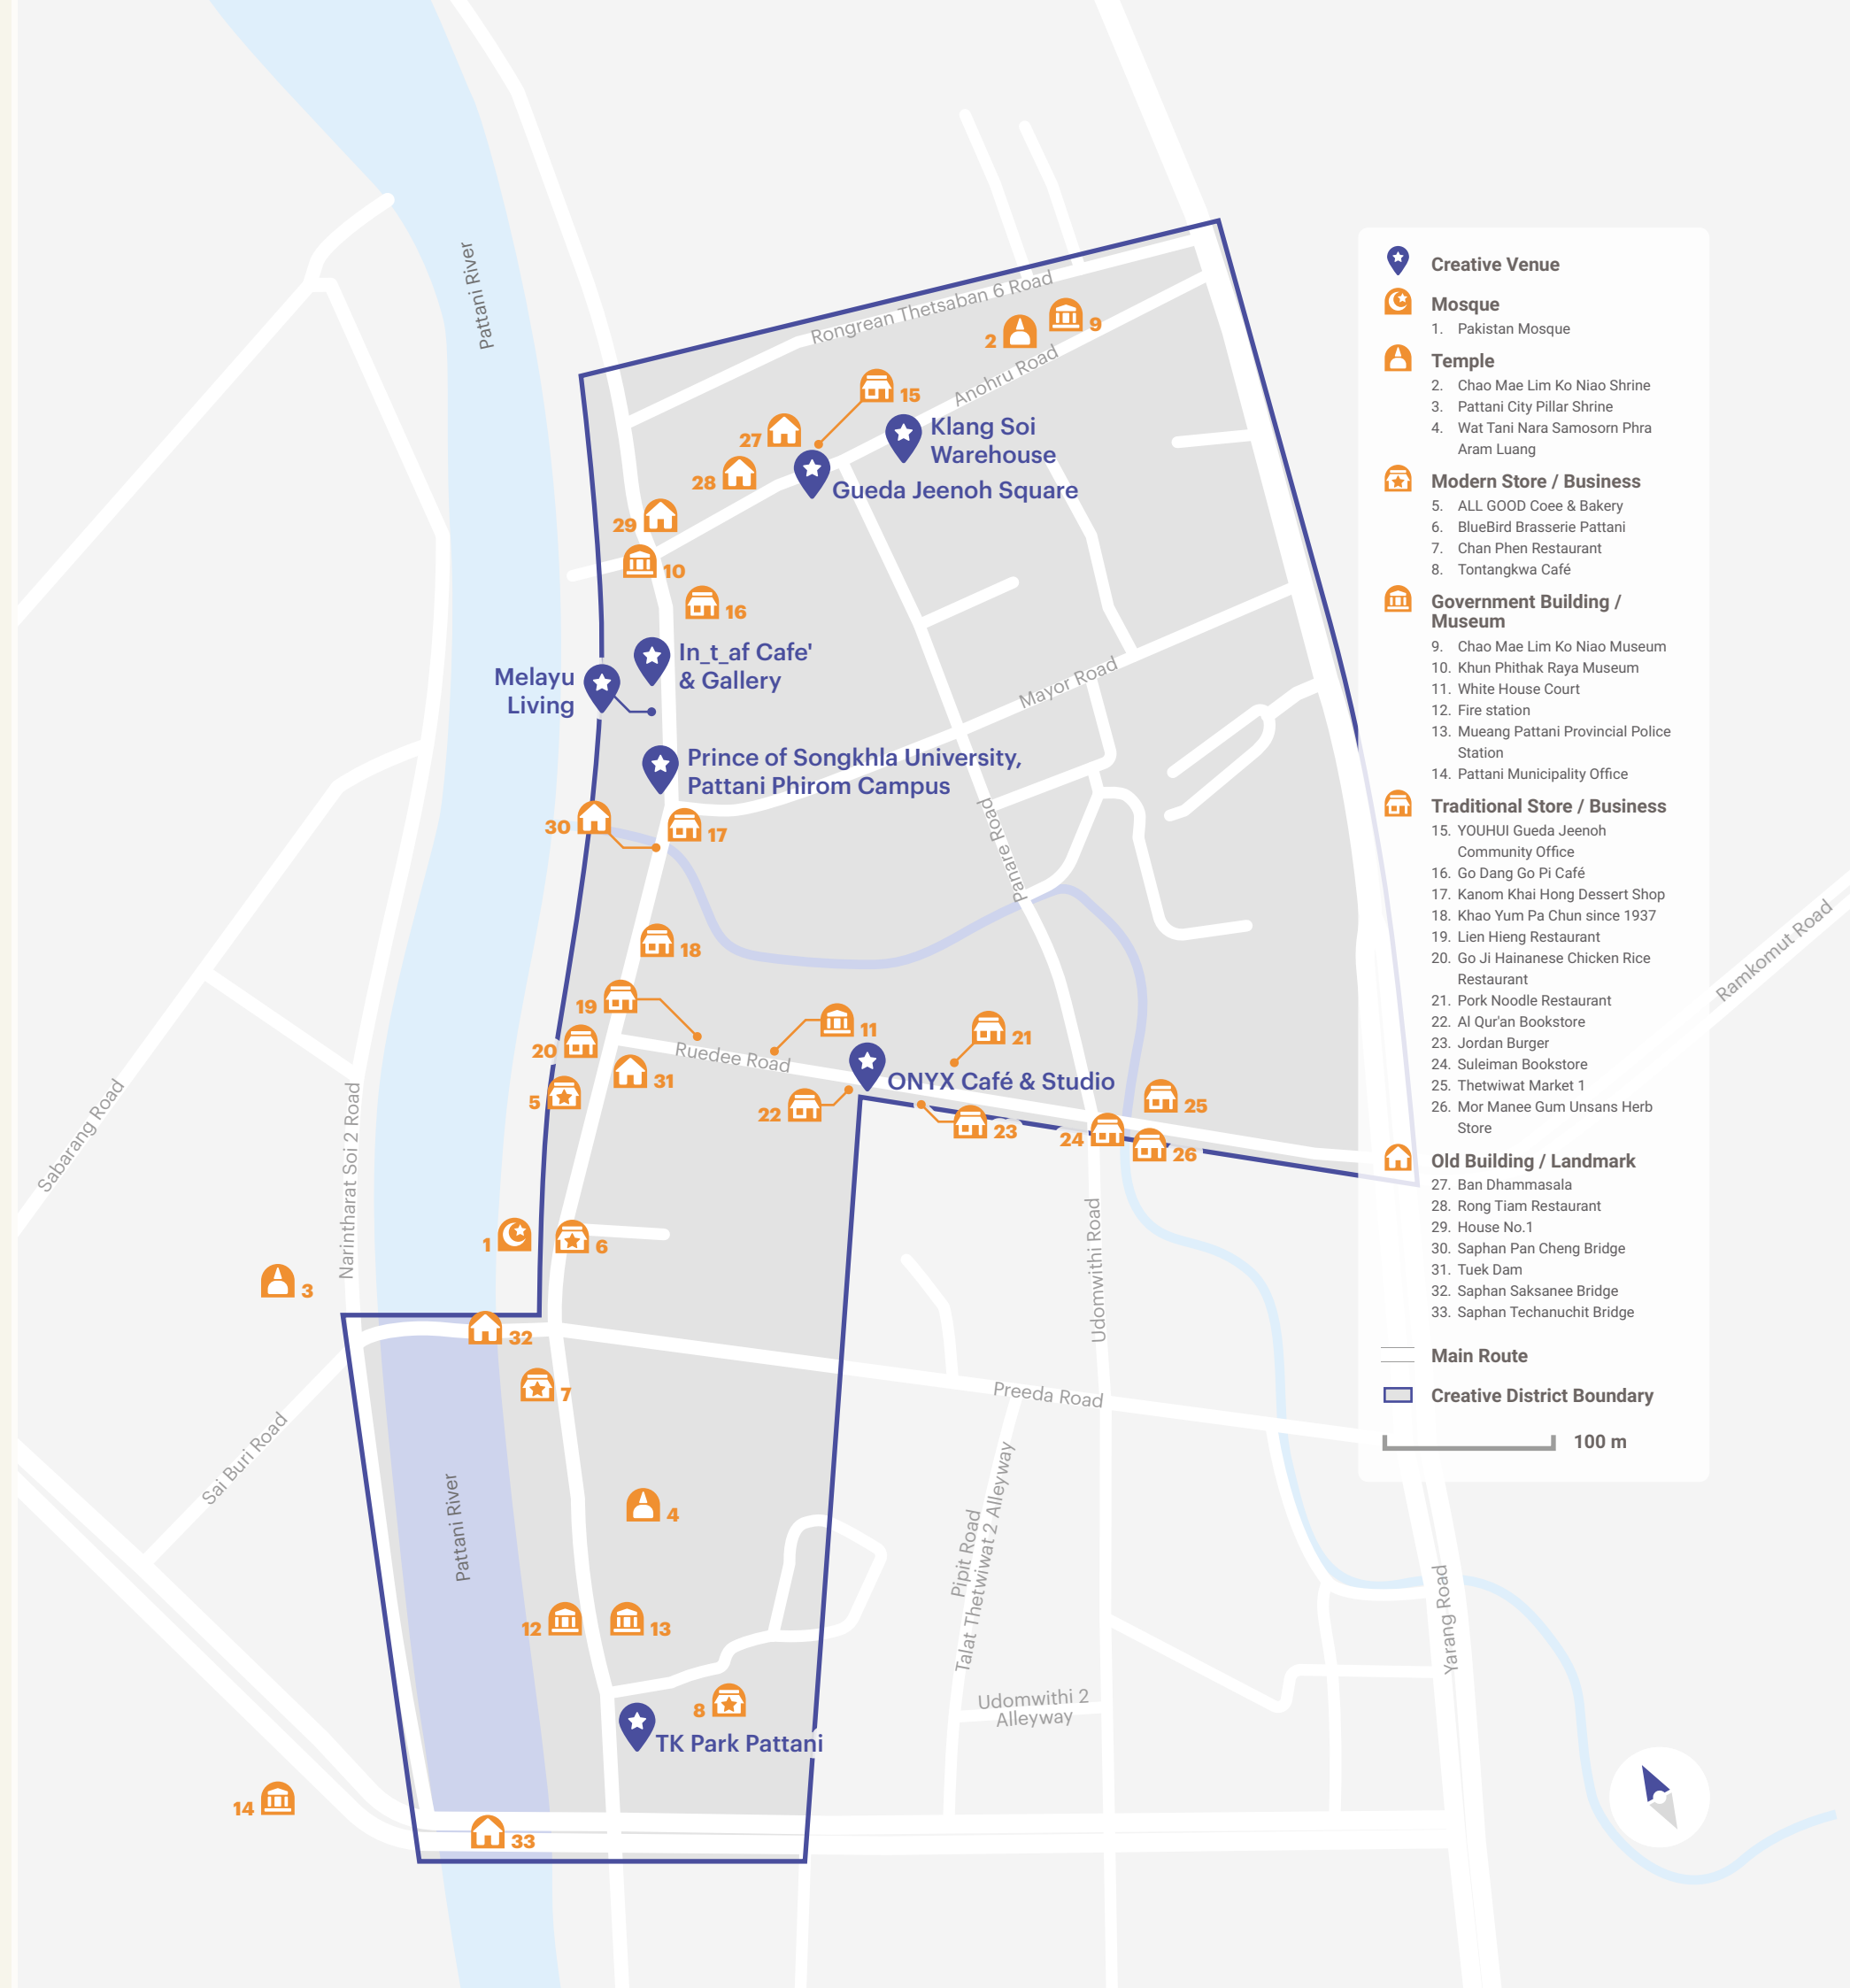 Pattani River
Rongrean Thetsaban 6 Road
2
9
Anohru Road
15
27
28
Klang Soi
Warehouse
Gueda Jeenoh Square
29
10
16
In_t_af Cafe'
& Gallery
Melayu
Living
Mayor Road
Prince of Songkhla University,
Pattani Phirom Campus
30
17
Panare Road
18
19
11
21
20
Ruedee Road
31
ONYX Café & Studio
5
22
23
24
25
26
Sabarang Road
Narintharat Soi 2 Road
1
6
3
32
Udomwithi Road
7
Preeda Road
Sai Buri Road
Pattani River
4
Pipit Road
Talat Thetwiwat 2 Alleyway
12
13
Yarang Road
8
TK Park Pattani
Udomwithi 2
Alleyway
14
33
Ramkomut Road
Creative Venue
Mosque
1. Pakistan Mosque
Temple
2. Chao Mae Lim Ko Niao Shrine
3. Pattani City Pillar Shrine
4. Wat Tani Nara Samosorn Phra
Aram Luang
Modern Store / Business
5. ALL GOOD Coee & Bakery
6. BlueBird Brasserie Pattani
7. Chan Phen Restaurant
8. Tontangkwa Café
Government Building /
Museum
9. Chao Mae Lim Ko Niao Museum
10. Khun Phithak Raya Museum
11. White House Court
12. Fire station
13. Mueang Pattani Provincial Police
Station
14. Pattani Municipality Office
Traditional Store / Business
15. YOUHUI Gueda Jeenoh
Community Office
16. Go Dang Go Pi Café
17. Kanom Khai Hong Dessert Shop
18. Khao Yum Pa Chun since 1937
19. Lien Hieng Restaurant
20. Go Ji Hainanese Chicken Rice
Restaurant
21. Pork Noodle Restaurant
22. Al Qur'an Bookstore
23. Jordan Burger
24. Suleiman Bookstore
25. Thetwiwat Market 1
26. Mor Manee Gum Unsans Herb
Store
Old Building / Landmark
27. Ban Dhammasala
28. Rong Tiam Restaurant
29. House No.1
30. Saphan Pan Cheng Bridge
31. Tuek Dam
32. Saphan Saksanee Bridge
33. Saphan Techanuchit Bridge
Main Route
Creative District Boundary
100 m